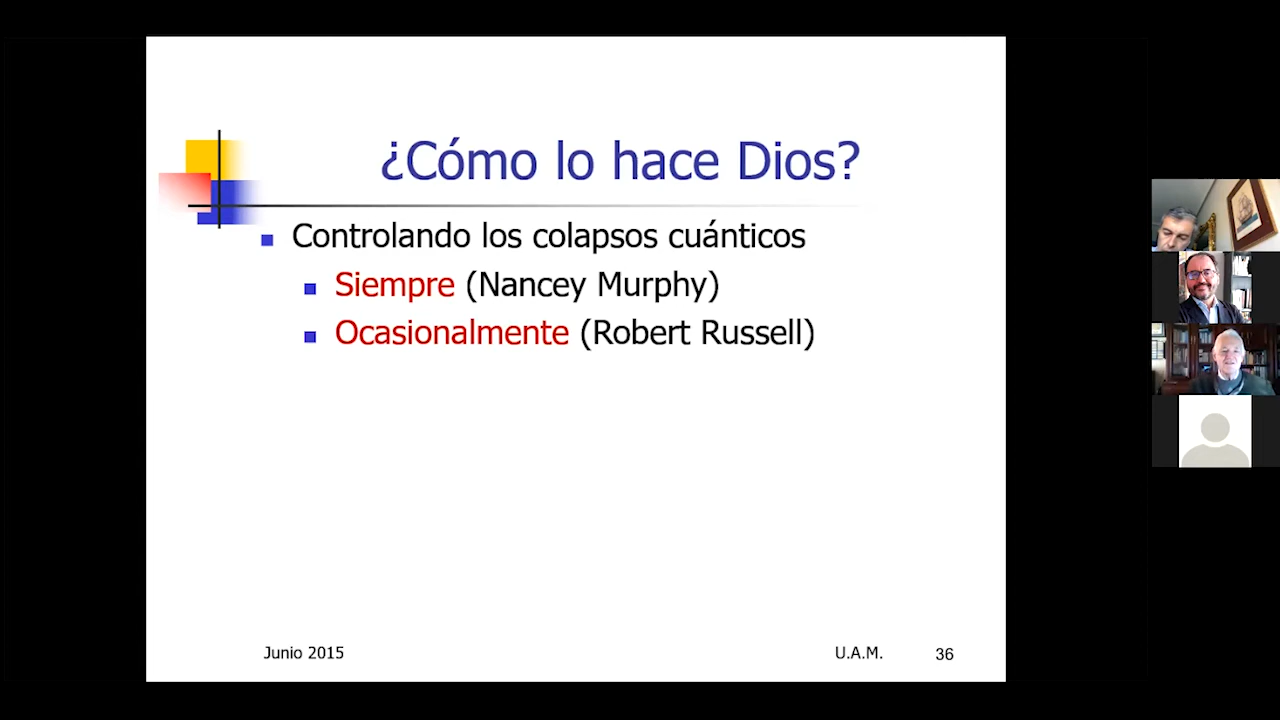 ¿Cómo lo hace Dios?
Controlando los colapsos cuánticos
Siempre (Nancey Murphy)
Ocasionalmente (Robert Russell)
Junio 2015
U.A.M.
36